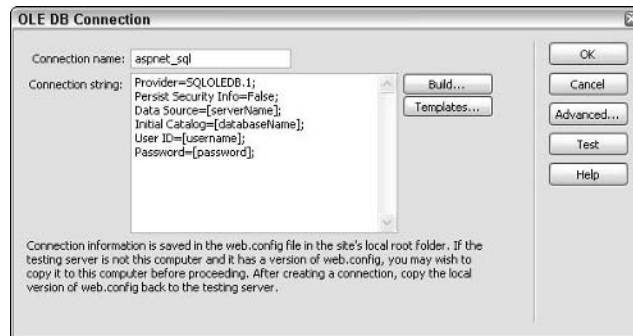 OLE DB Connection
Connection name: aspnet_sql
Connection string: Provider=SQLOLEDB.1;
Persist Security Info=False;
Data Source=[serverName];
Initial Catalog=[databaseName];
User ID=[username];
Password=[password];
Build...
Templates...
OK
Cancel
Advanced...
Test
Help
Connection information is saved in the web.config file in the site's local root folder. If the
testing server is not this computer and it has a version of web.config, you may wish to
copy it to this computer before proceeding. After creating a connection, copy the local
version of web.config back to the testing server.